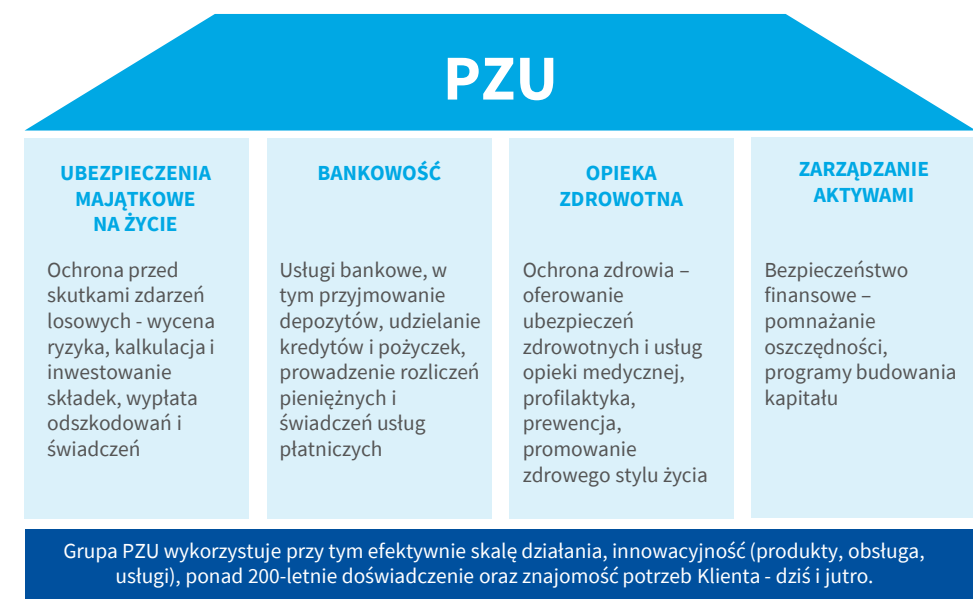 PZU
UBEZPIECZENIA
MAJĄTKOWE
NA ŻYCIE
Ochrona przed
skutkami zdarzeń
losowych - wycena
ryzyka, kalkulacja i
inwestowanie
składek, wypłata
odszkodowań i
świadczeń
BANKOWOŚĆ
Usługi bankowe, w
tym przyjmowanie
depozytów, udzielanie
kredytów i pożyczek,
prowadzenie rozliczeń
pieniężnych i
świadczeń usług
płatniczych
OPIEKA
ZDROWOTNA
Ochrona zdrowia –
oferowanie
ubezpieczeń
zdrowotnych i usług
opieki medycznej,
profilaktyka,
prewencja,
promowanie
zdrowego stylu życia
ZARZĄDZANIE
AKTYWAMI
Bezpieczeństwo
finansowe –
pomnażanie
oszczędności,
programy budowania
kapitału
Grupa PZU wykorzystuje przy tym efektywnie skalę działania, innowacyjność (produkty, obsługa,
usługi), ponad 200-letnie doświadczenie oraz znajomość potrzeb Klienta - dziś i jutro.